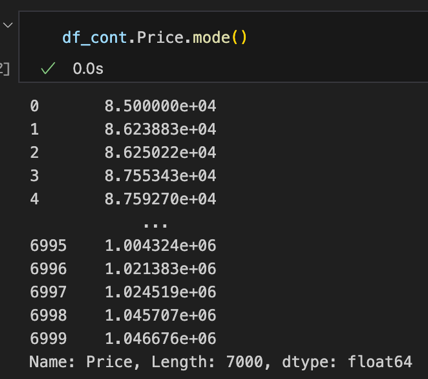 df_cont.Price.mode()
2]
0.0s
0 8.500000e+04
1 8.623883e+04
2 8.625022e+04
3 8.755343e+04
4 8.759270e+04
...
6995 1.004324e+06
6996 1.021383e+06
6997 1.024519e+06
6998 1.045707e+06
6999 1.046676e+06
Name: Price, Length: 7000, dtype: float64